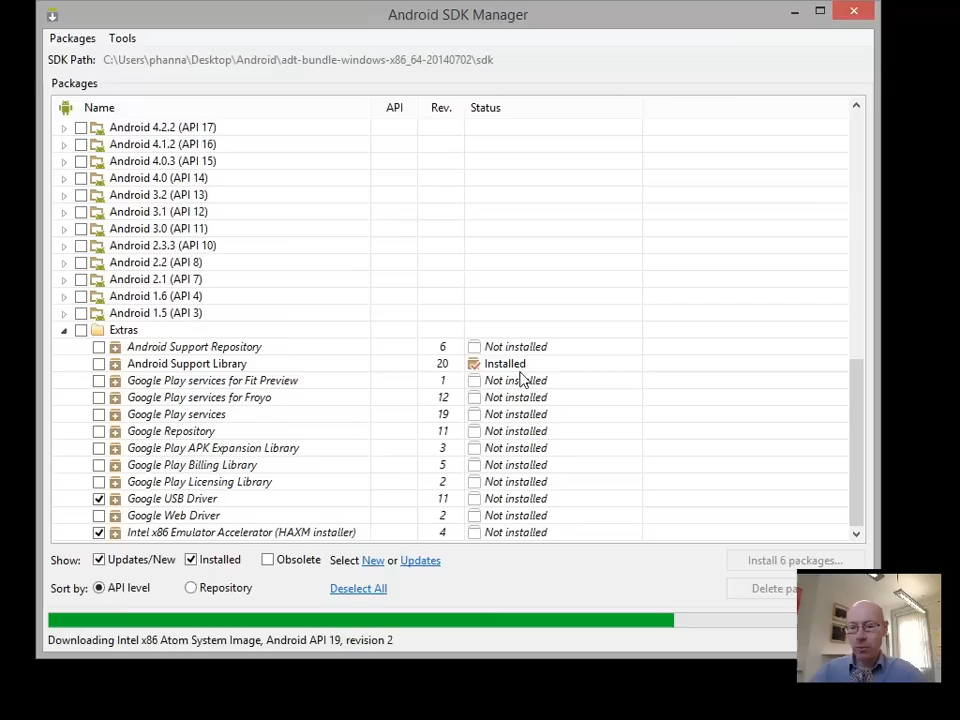 Android SDK Manager
Packages Tools
SDK Path: C:\Users\phanna\Desktop\Android\adt-bundle-windows-x86_64-20140702\sdk
Packages
Name API Rev. Status
Android 4.2.2 (API 17)
Android 4.1.2 (API 16)
Android 4.0.3 (API 15)
Android 4.0 (API 14)
Android 3.2 (API 13)
Android 3.1 (API 12)
Android 3.0 (API 11)
Android 2.3.3 (API 10)
Android 2.2 (API 8)
Android 2.1 (API 7)
Android 1.6 (API 4)
Android 1.5 (API 3)
Extras
Android Support Repository 6 Not installed
Android Support Library 20 Installed
Google Play services for Fit Preview 1 Not installed
Google Play services for Froyo 12 Not installed
Google Play services 19 Not installed
Google Repository 11 Not installed
Google Play APK Expansion Library 3 Not installed
Google Play Billing Library 5 Not installed
Google Play Licensing Library 2 Not installed
Google USB Driver 11 Not installed
Google Web Driver 2 Not installed
Intel x86 Emulator Accelerator (HAXM installer) 4 Not installed
Show: Updates/New Installed Obsolete Select New or Updates Install 6 packages...
Sort by: API level Repository Deselect All Delete pa
Downloading Intel x86 Atom System Image, Android API 19, revision 2